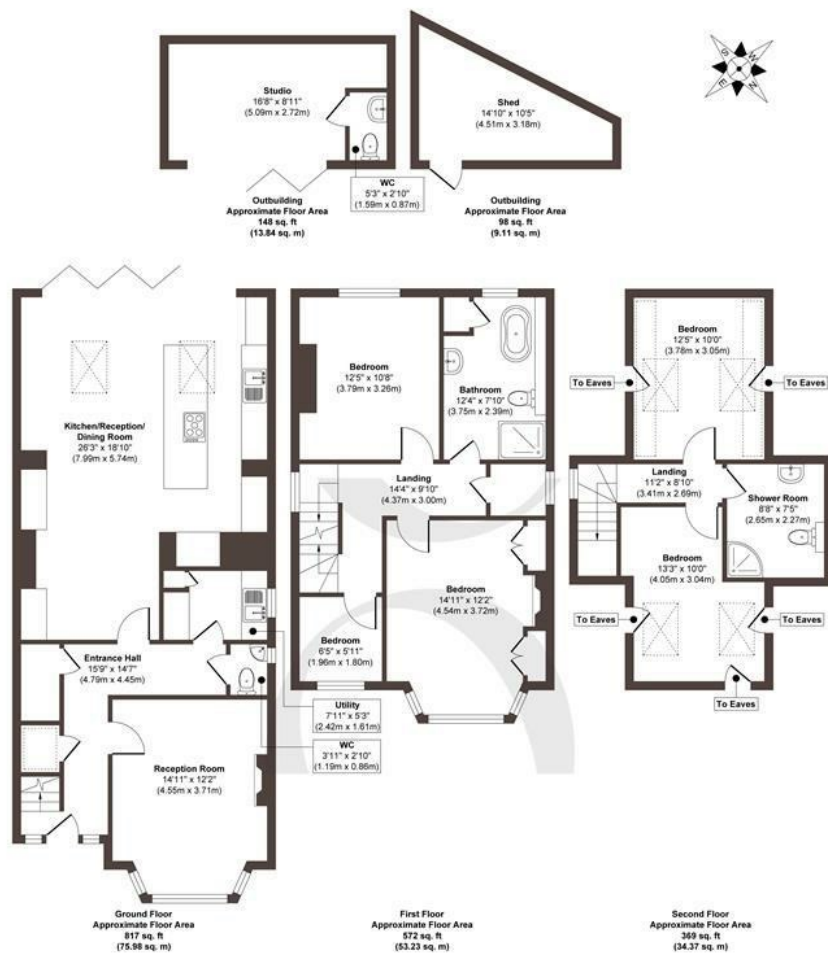 Studio
16'8" x 8'11"
(5.09m x 2.72m)
WC
5'3" x 2'10"
(1.59m x 0.87m)
Outbuilding
Approximate Floor Area
148 sq. ft
(13.84 sq. m)
Shed
14'10" x 10'5"
(4.51m x 3.18m)
Outbuilding
Approximate Floor Area
98 sq. ft
(9.11 sq. m)
S
W
E
N
Kitchen/Reception/
Dining Room
26'3" x 18'10"
(7.99m x 5.74m)
Entrance Hall
15'9" x 14'7"
(4.79m x 4.45m)
Utility
7'11" x 5'3"
(2.42m x 1.61m)
WC
3'11" x 2'10"
(1.19m x 0.86m)
Reception Room
14'11" x 12'2"
(4.55m x 3.71m)
Ground Floor
Approximate Floor Area
817 sq. ft
(75.98 sq. m)
Bedroom
12'5" x 10'8"
(3.79m x 3.26m)
Bathroom
12'4" x 7'10"
(3.75m x 2.39m)
Landing
14'4" x 9'10"
(4.37m x 3.00m)
Bedroom
14'11" x 12'2"
(4.54m x 3.72m)
Bedroom
6'5" x 5'11"
(1.96m x 1.80m)
First Floor
Approximate Floor Area
572 sq. ft
(53.23 sq. m)
Bedroom
12'5" x 10'0"
(3.78m x 3.05m)
To Eaves
To Eaves
Landing
11'2" x 8'10"
(3.41m x 2.69m)
Shower Room
8'8" x 7'5"
(2.65m x 2.27m)
Bedroom
13'3" x 10'0"
(4.05m x 3.04m)
To Eaves
To Eaves
To Eaves
Second Floor
Approximate Floor Area
369 sq. ft
(34.37 sq. m)